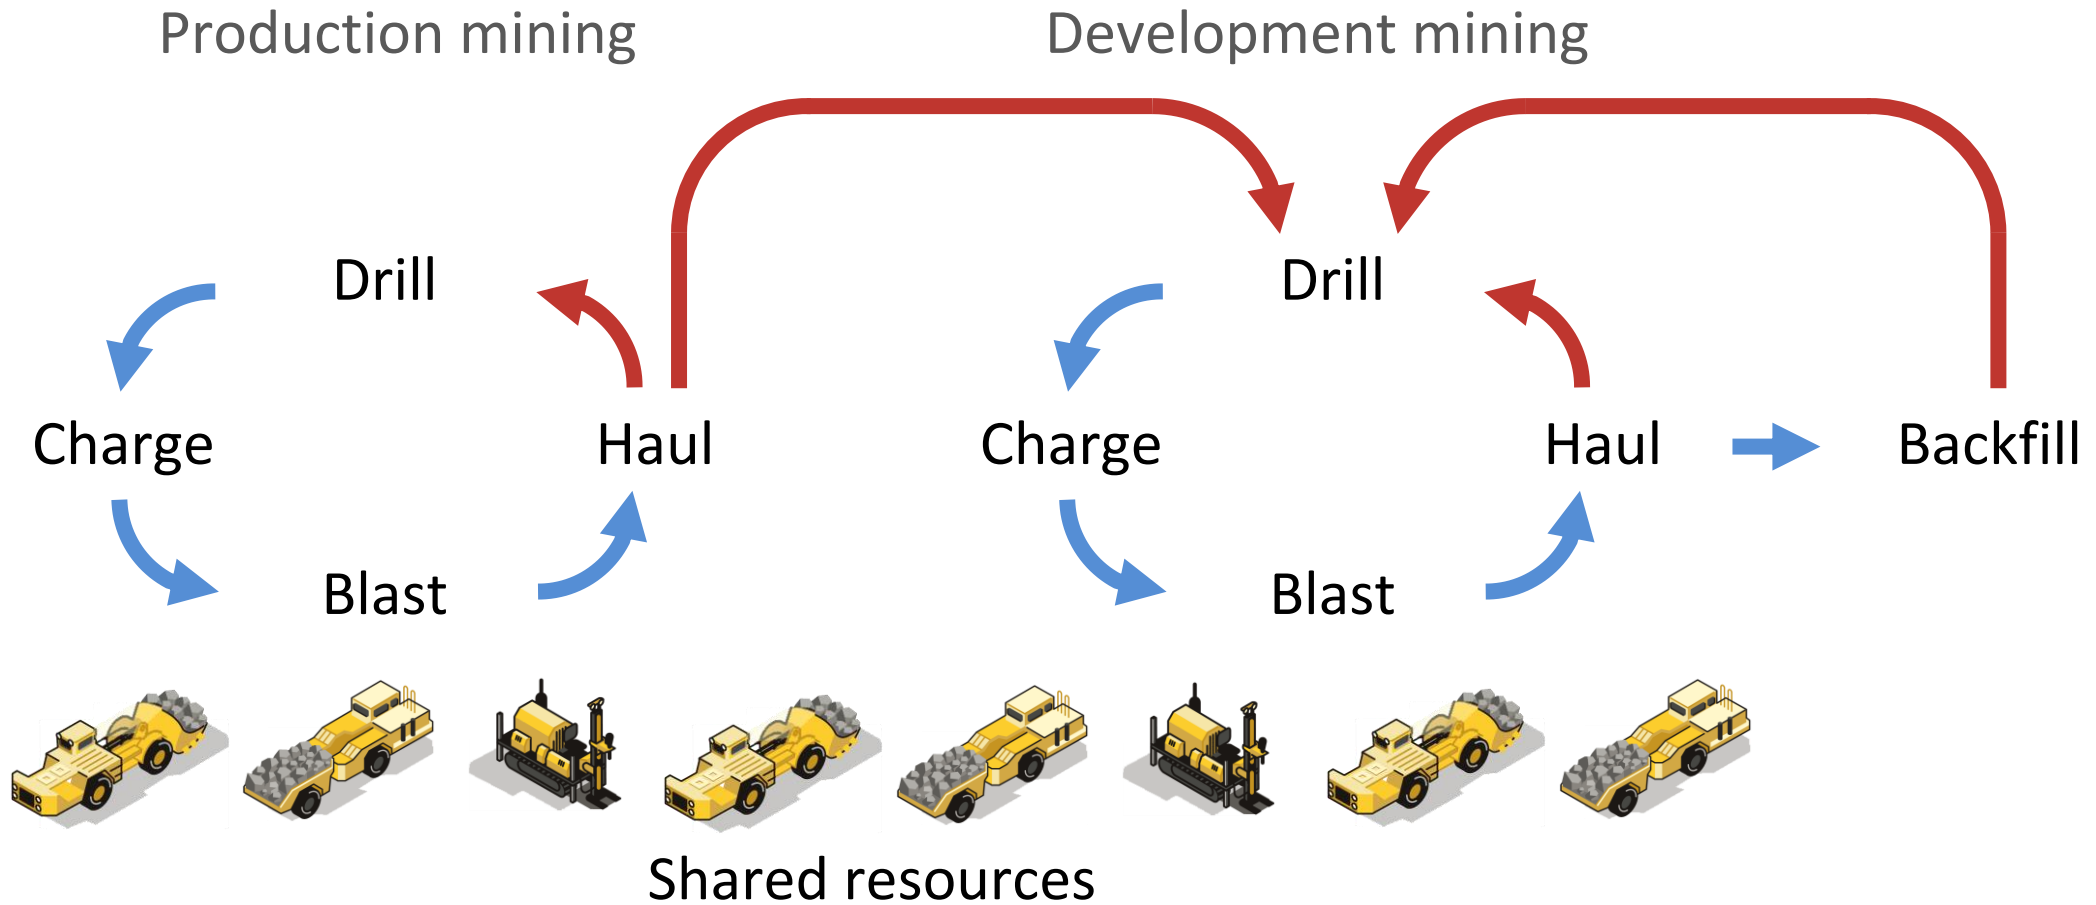 Production mining
Development mining
Drill
Charge
Haul
Blast
Drill
Charge
Haul
Backfill
Blast
Shared resources